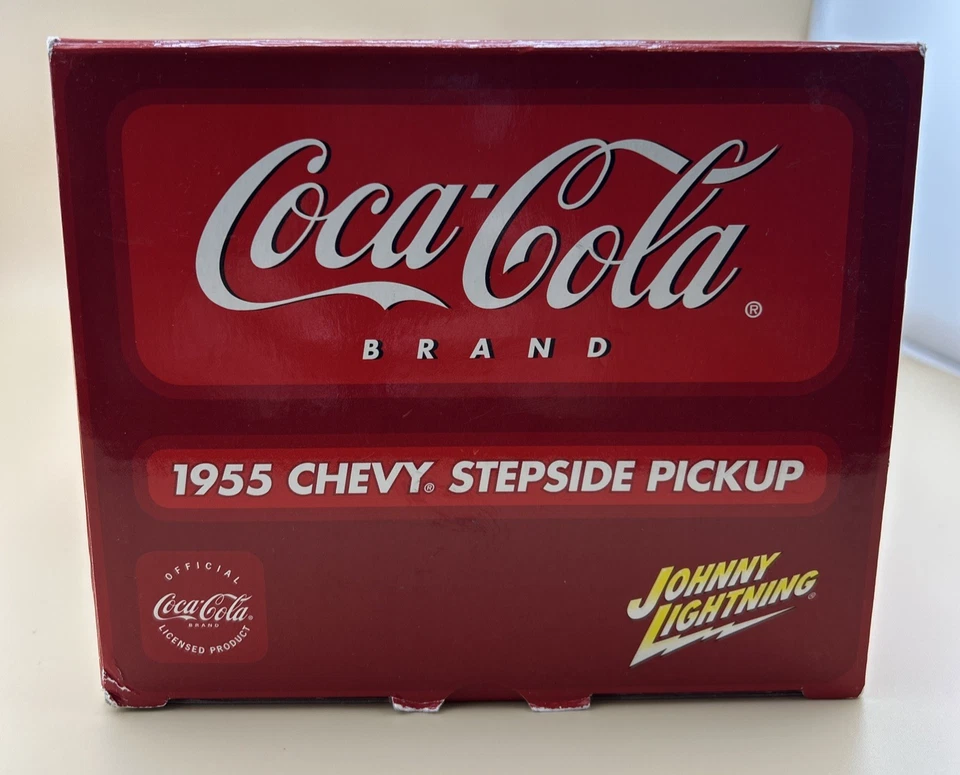 Coca-Cola ®
BRAND
1955 CHEVY® STEPSIDE PICKUP
OFFICIAL
Coca-Cola®
BRAND
LICENSED PRODUCT
JOHNNY
LIGHTNING®